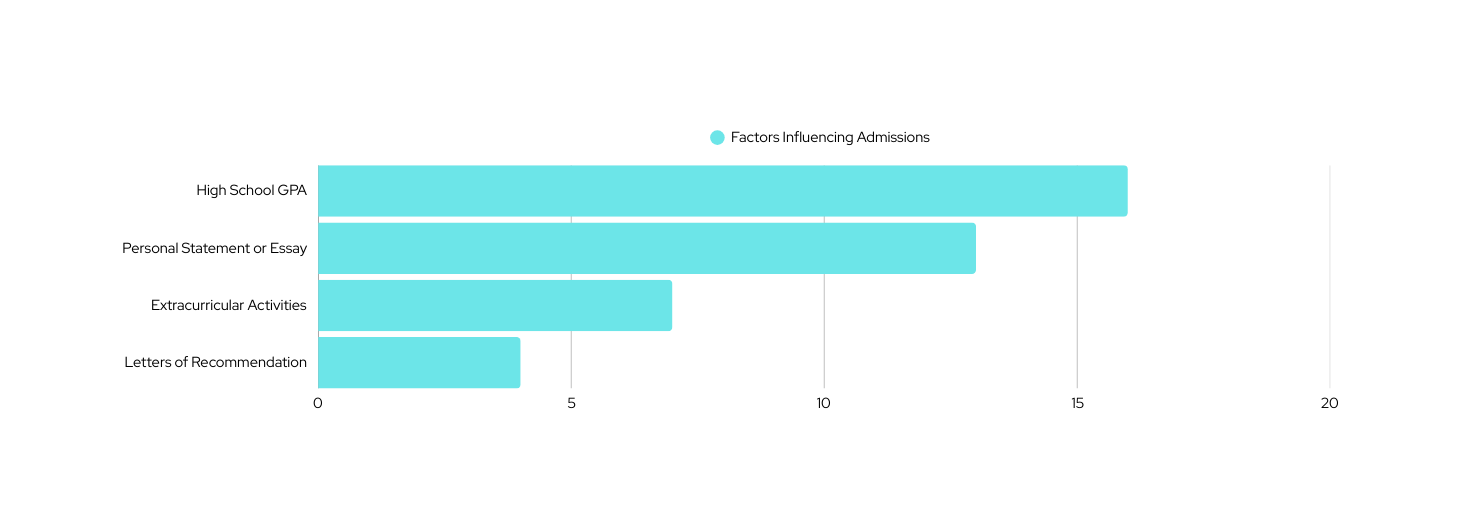 Factors Influencing Admissions
High School GPA
Personal Statement or Essay
Extracurricular Activities
Letters of Recommendation
0 5 10 15 20